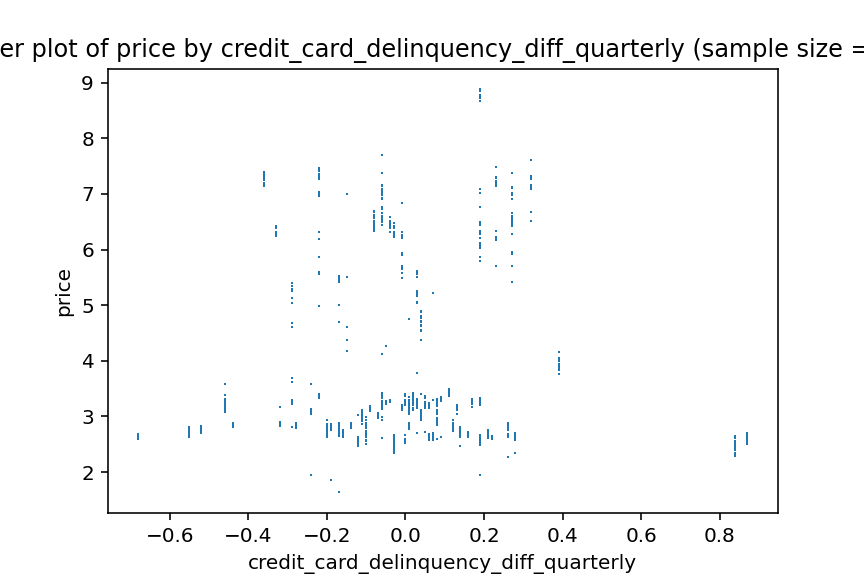 er plot of price by credit_card_delinquency_diff_quarterly (sample size =
9
8
7
6
5
4
3
2
price
−0.6 −0.4 −0.2 0.0 0.2 0.4 0.6 0.8
credit_card_delinquency_diff_quarterly